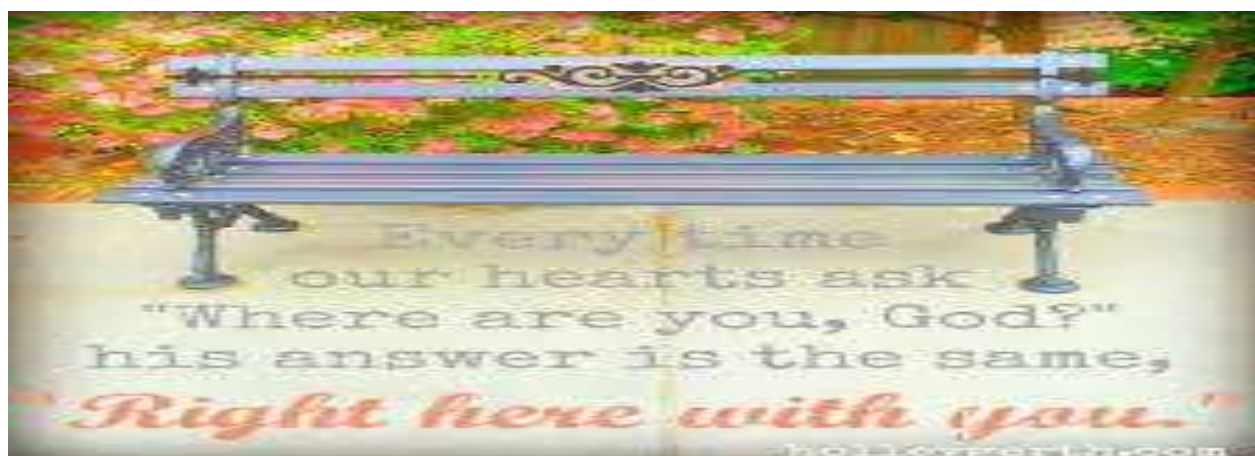 Every time
our hearts ask
"Where are you, God?"
his answer is the same,
"Right here with you."